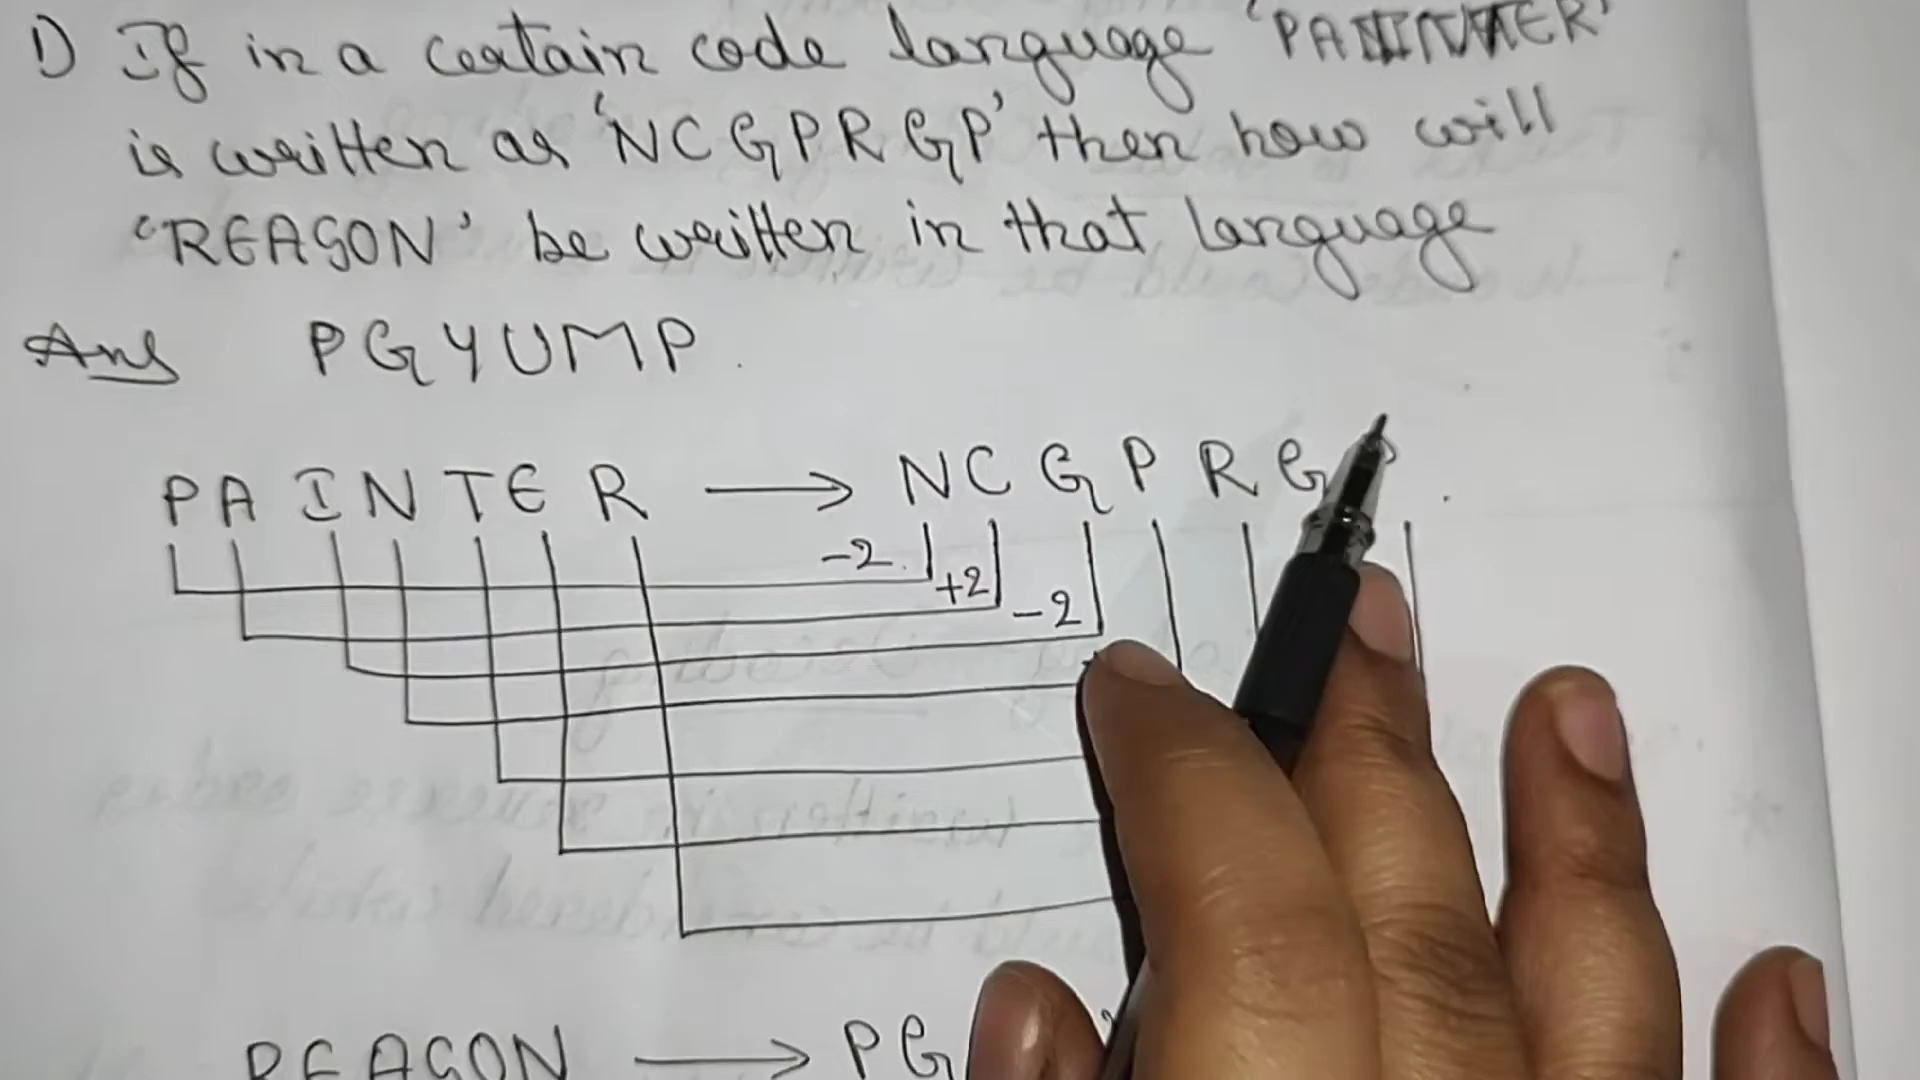 1) If in a certain code language 'PAINTER'
is written as 'NCGPRGP' then how will
'REASON' be written in that language
Ans PGYUMP.
PAINTER → NCGPRGP.
-2 +2 -2
REASON → PG